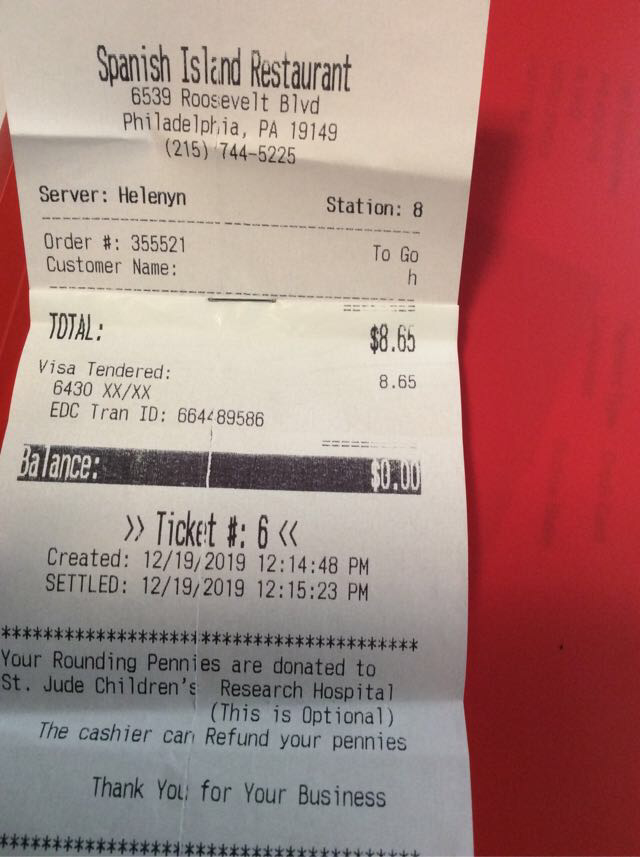 Spanish Island Restaurant
6539 Roosevelt Blvd
Philadelphia, PA 19149
(215) 744-5225
Server: Helenyn Station: 8
Order #: 355521 To Go
Customer Name: h
TOTAL: $8.65
Visa Tendered: 8.65
6430 XX/XX
EDC Tran ID: 664489586
Balance: $0.00
>> Ticket #: 6 <<
Created: 12/19/2019 12:14:48 PM
SETTLED: 12/19/2019 12:15:23 PM
****************************************
Your Rounding Pennies are donated to
St. Jude Children's Research Hospital
(This is Optional)
The cashier can Refund your pennies
Thank You for Your Business
****************************************